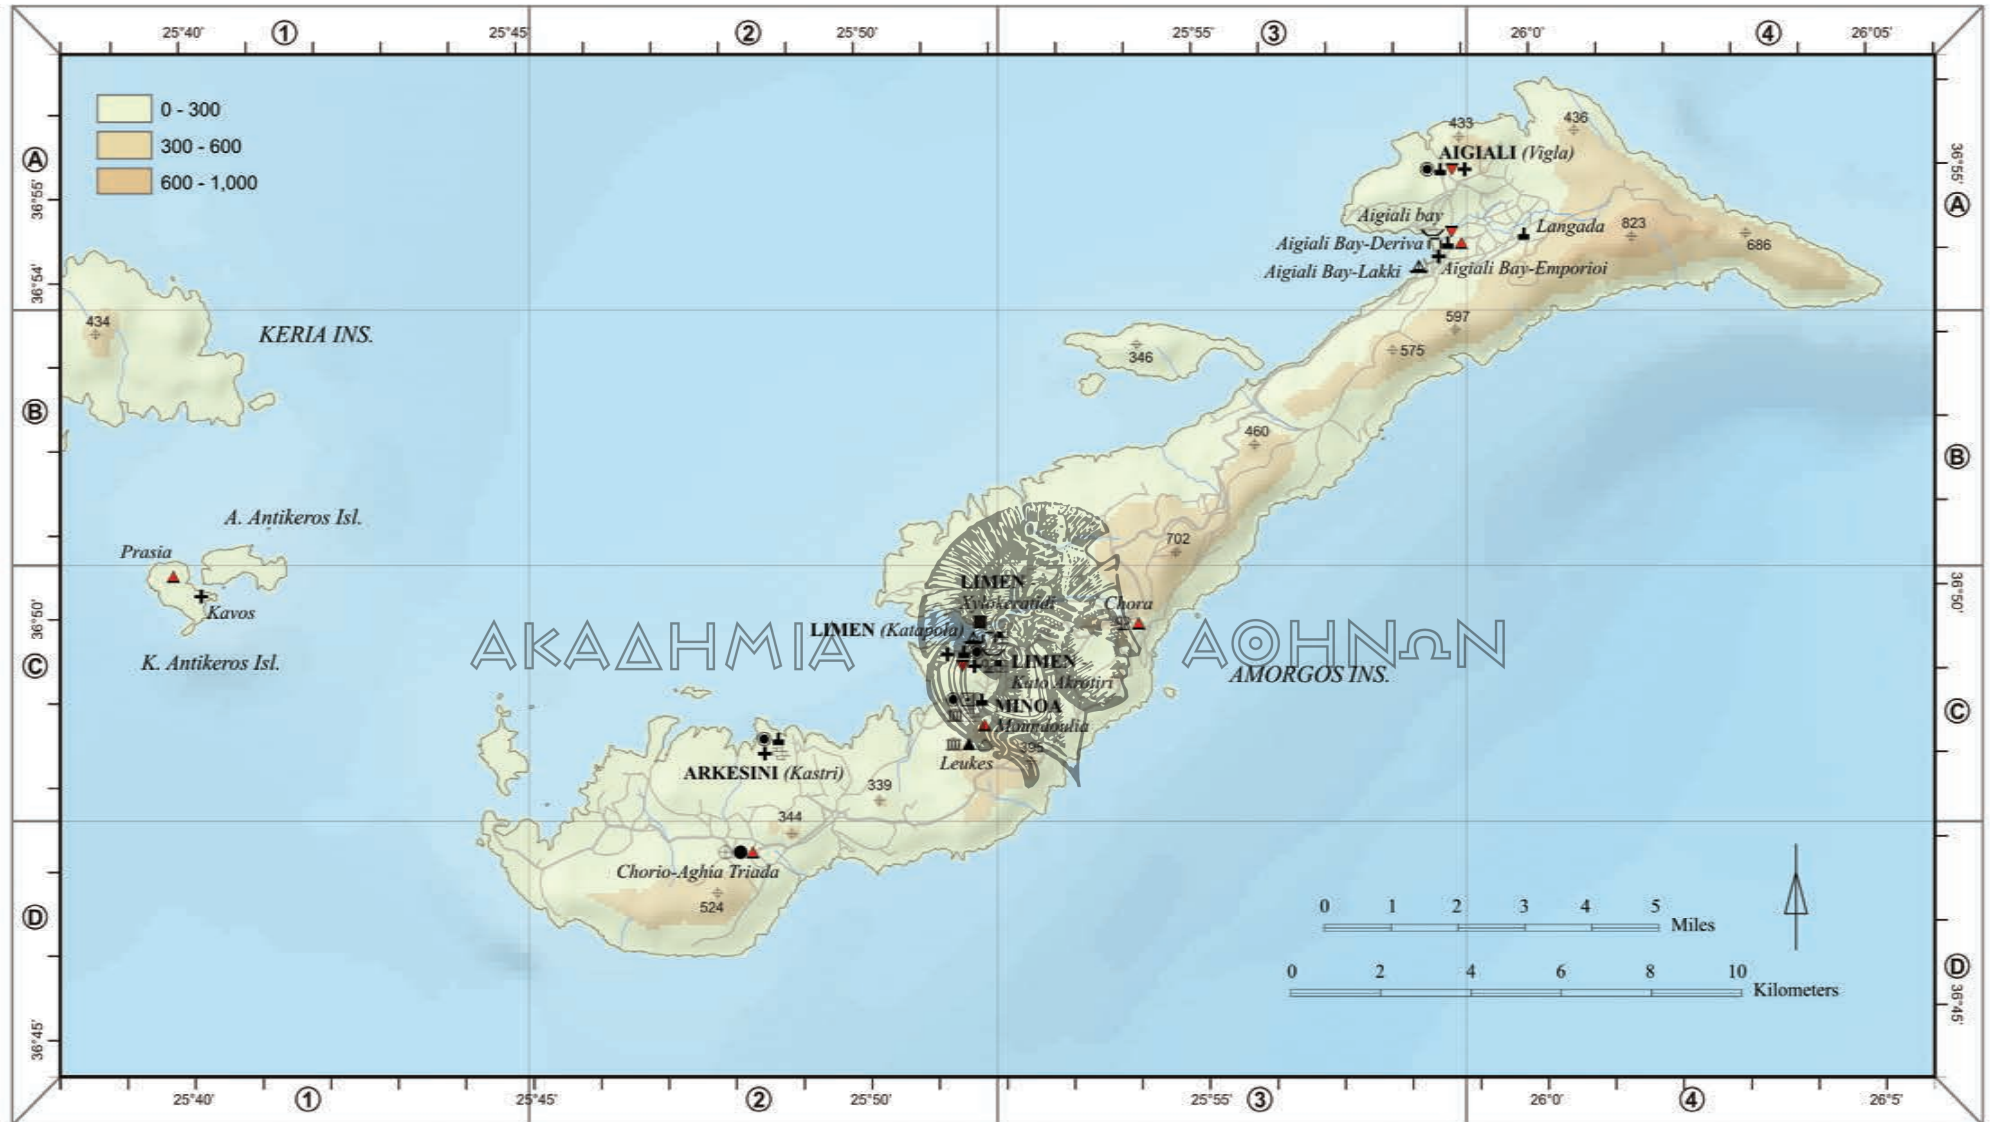 25°40' ① 25°45' ② 25°50' 25°55' ③ 26°0' ④ 26°05'
0 - 300
300 - 600
600 - 1,000
Ⓐ
36°55'
36°54'
Ⓑ
36°50'
Ⓒ
Ⓓ
36°45'
433
436
AIGIALI (Vigla)
Aigiali bay
Langada
823
686
Aigiali Bay-Deriva
Aigiali Bay-Lakki
Aigiali Bay-Emporioi
434
KERIA INS.
597
575
346
460
A. Antikeros Isl.
Prasia
Kavos
K. Antikeros Isl.
702
LIMEN
Xylokeratidi
Chora
LIMEN (Katapola)
ΑΚΑΔΗΜΙΑ ΑΘΗΝΩΝ
LIMEN
Kato Akrotiri
AMORGOS INS.
MINOA
Moundoulia
395
Leukes
ARKESINI (Kastri)
339
344
Chorio-Aghia Triada
524
0 1 2 3 4 5
Miles
0 2 4 6 8 10
Kilometers
36°55'
Ⓐ
Ⓑ
36°50'
Ⓒ
Ⓓ
36°45'
25°40' ① 25°45' ② 25°50' 25°55' ③ 26°0' ④ 26°5'